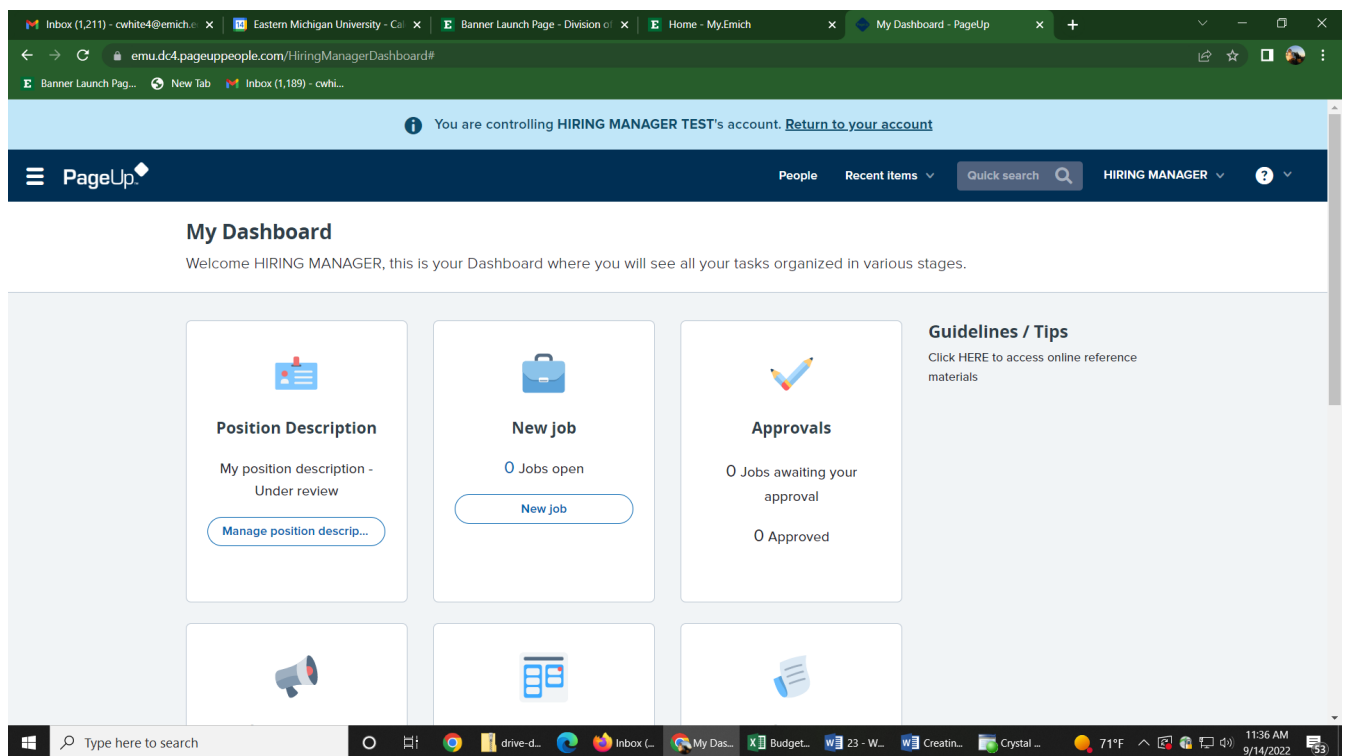 Inbox (1,211) - cwhite4@emich.e
Eastern Michigan University - Cal
Banner Launch Page - Division of
Home - My.Emich
My Dashboard - PageUp
emu.dc4.pageuppeople.com/HiringManagerDashboard#
Banner Launch Pag...
New Tab
Inbox (1,189) - cwhi...
You are controlling HIRING MANAGER TEST's account. Return to your account
PageUp
People
Recent items
Quick search
HIRING MANAGER
?
My Dashboard
Welcome HIRING MANAGER, this is your Dashboard where you will see all your tasks organized in various stages.
Position Description
My position description -
Under review
Manage position descrip...
New job
0 Jobs open
New job
Approvals
0 Jobs awaiting your
approval
0 Approved
Guidelines / Tips
Click HERE to access online reference
materials
Type here to search
drive-d...
Inbox (...
My Das...
Budget...
23 - W...
Creatin...
Crystal ...
71°F
11:36 AM
9/14/2022
53